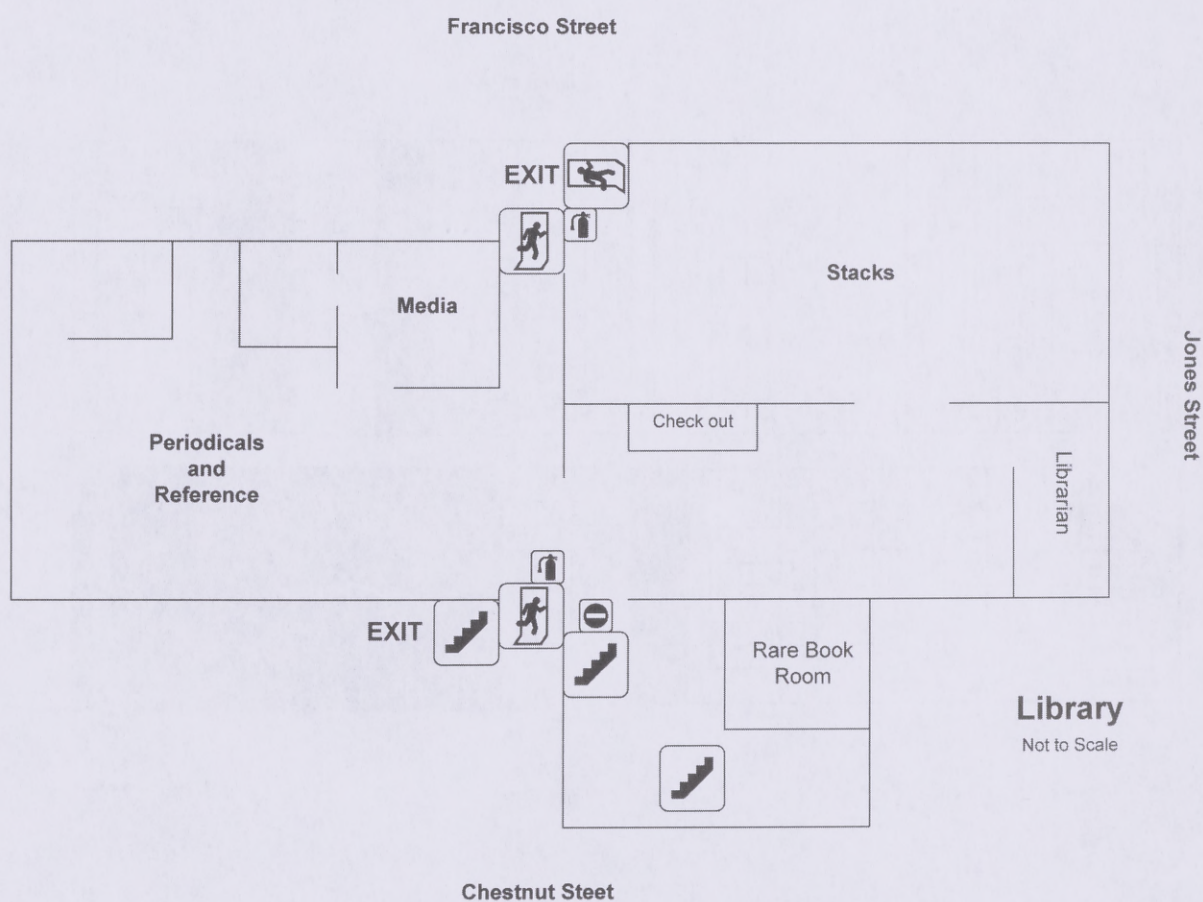 Francisco Street
EXIT
Stacks
Media
Jones Street
Check out
Periodicals
and
Reference
Librarian
EXIT
Rare Book
Room
Library
Not to Scale
Chestnut Steet